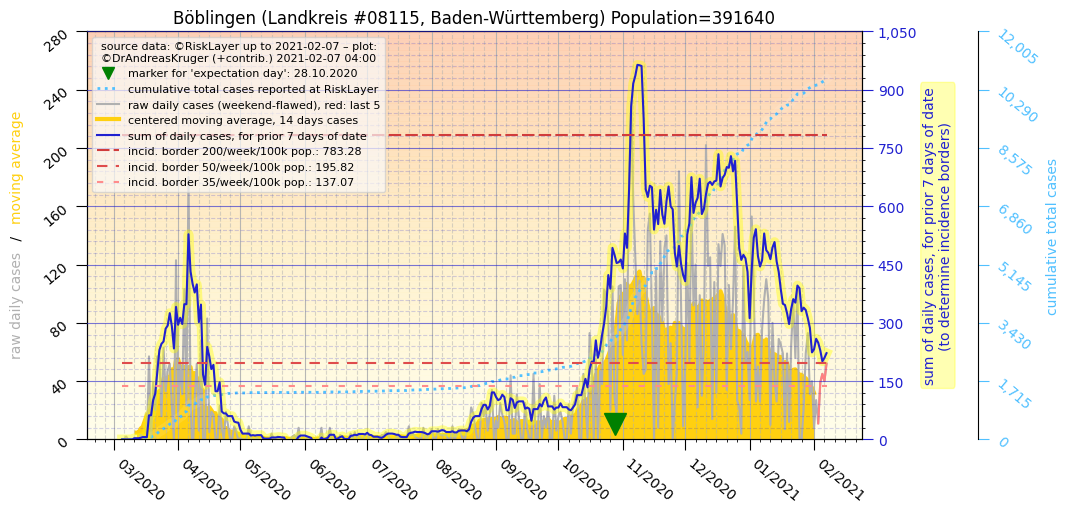 Böblingen (Landkreis #08115, Baden-Württemberg) Population=391640
source data: ©RiskLayer up to 2021-02-07 – plot:
©DrAndreasKruger (+contrib.) 2021-02-07 04:00
marker for 'expectation day': 28.10.2020
cumulative total cases reported at RiskLayer
raw daily cases (weekend-flawed), red: last 5
centered moving average, 14 days cases
sum of daily cases, for prior 7 days of date
incid. border 200/week/100k pop.: 783.28
incid. border 50/week/100k pop.: 195.82
incid. border 35/week/100k pop.: 137.07
raw daily cases / moving average
280
240
200
160
120
80
40
0
03/2020
04/2020
05/2020
06/2020
07/2020
08/2020
09/2020
10/2020
11/2020
12/2020
01/2021
02/2021
1,050
900
750
600
450
300
150
0
sum of daily cases, for prior 7 days of date
(to determine incidence borders)
12,005
10,290
8,575
6,860
5,145
3,430
1,715
0
cumulative total cases